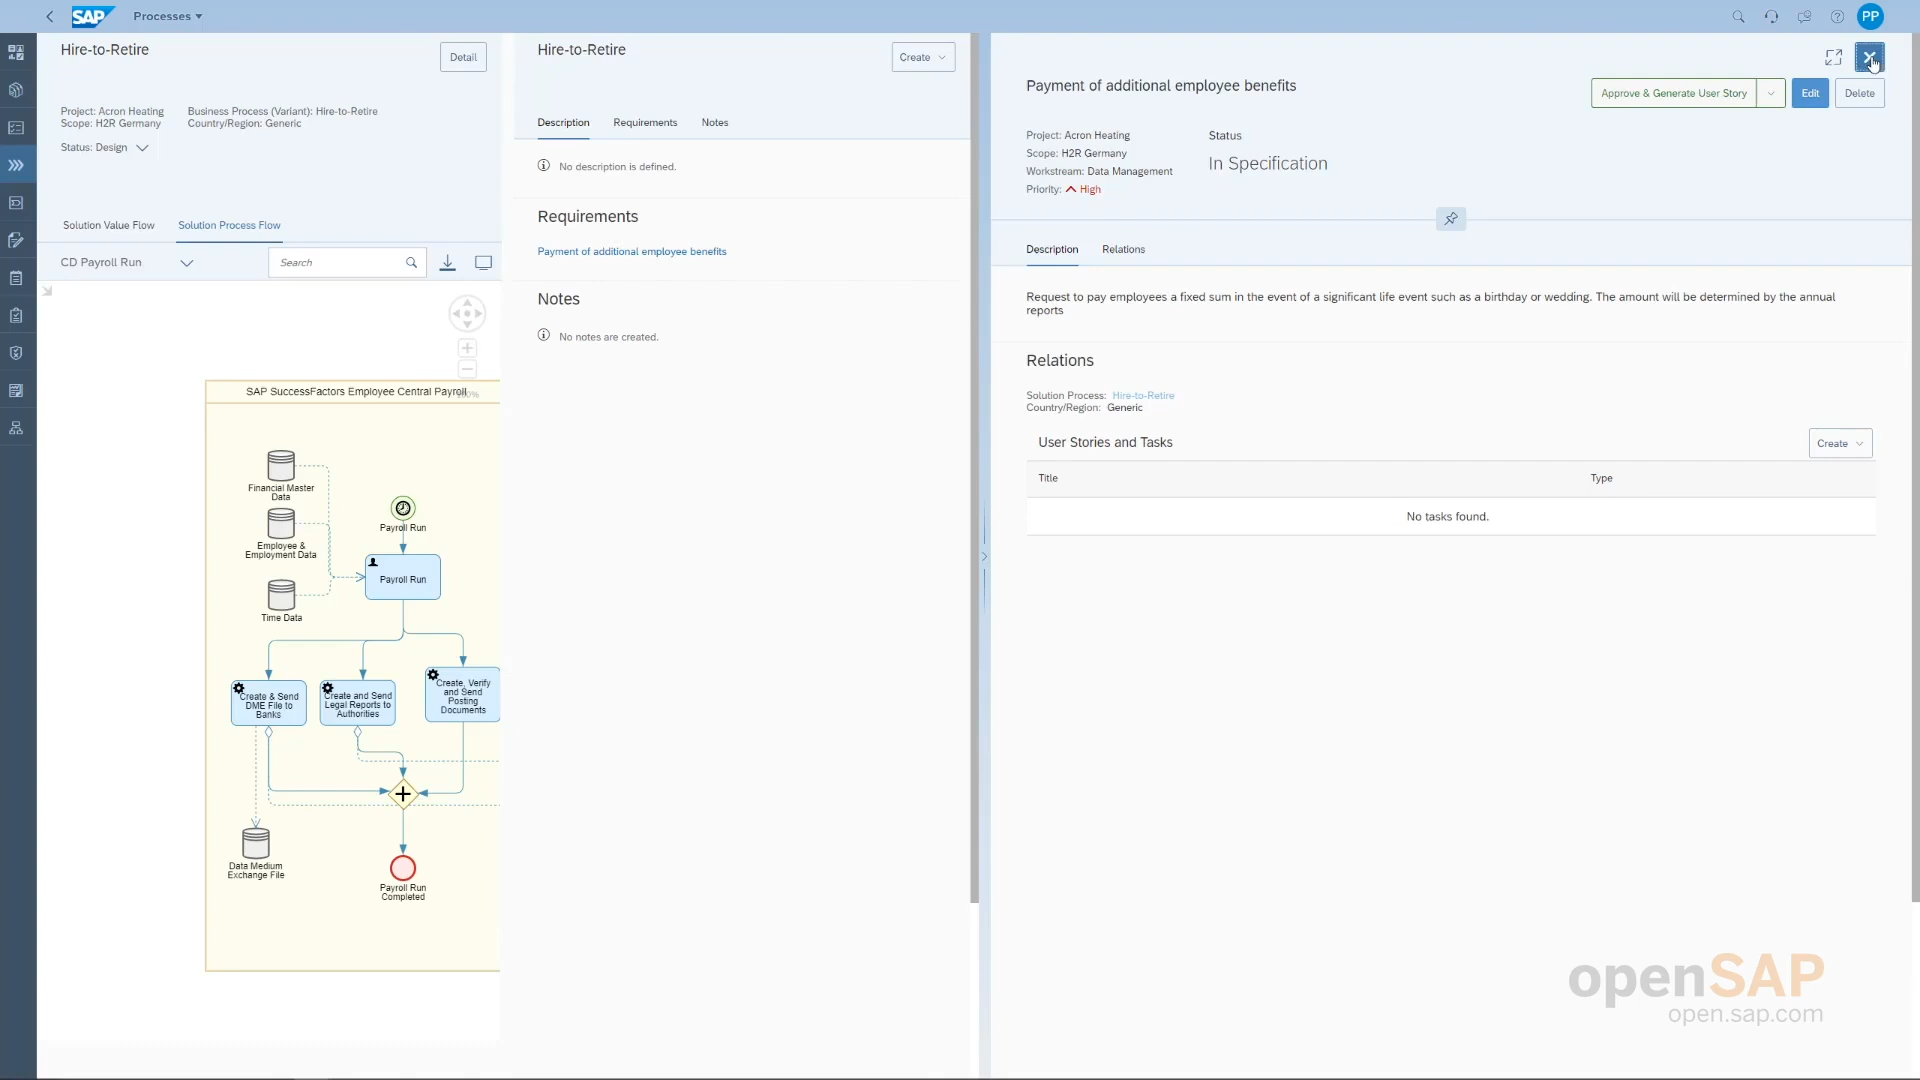 SAP
Processes
PP
Hire-to-Retire
Detail
Project: Acron Heating
Scope: H2R Germany
Business Process (Variant): Hire-to-Retire
Country/Region: Generic
Status: Design
Solution Value Flow
Solution Process Flow
CD Payroll Run
Search
SAP SuccessFactors Employee Central Payroll
Financial Master
Data
Payroll Run
Employee &
Employment Data
Payroll Run
Time Data
Create & Send
DME File to
Banks
Create and Send
Legal Reports to
Authorities
Create, Verify
and Send
Posting
Documents
Data Medium
Exchange File
Payroll Run
Completed
Hire-to-Retire
Create
Description
Requirements
Notes
No description is defined.
Requirements
Payment of additional employee benefits
Notes
No notes are created.
Payment of additional employee benefits
Approve & Generate User Story
Edit
Delete
Project: Acron Heating
Scope: H2R Germany
Workstream: Data Management
Priority: High
Status
In Specification
Description
Relations
Request to pay employees a fixed sum in the event of a significant life event such as a birthday or wedding. The amount will be determined by the annual
reports
Relations
Solution Process: Hire-to-Retire
Country/Region: Generic
User Stories and Tasks
Create
Title
Type
No tasks found.
openSAP
open.sap.com